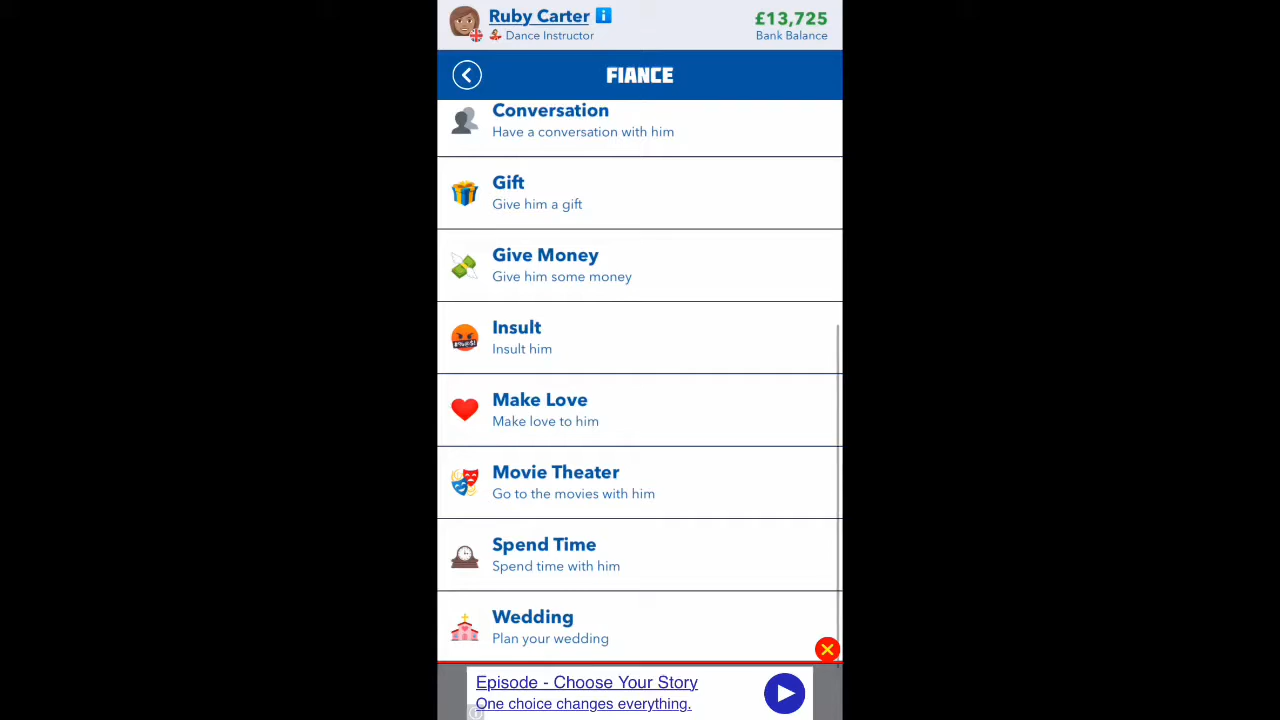 Ruby Carter
£13,725
Dance Instructor
Bank Balance
FIANCE
Conversation
Have a conversation with him
Gift
Give him a gift
Give Money
Give him some money
Insult
Insult him
Make Love
Make love to him
Movie Theater
Go to the movies with him
Spend Time
Spend time with him
Wedding
Plan your wedding
Episode - Choose Your Story
One choice changes everything.